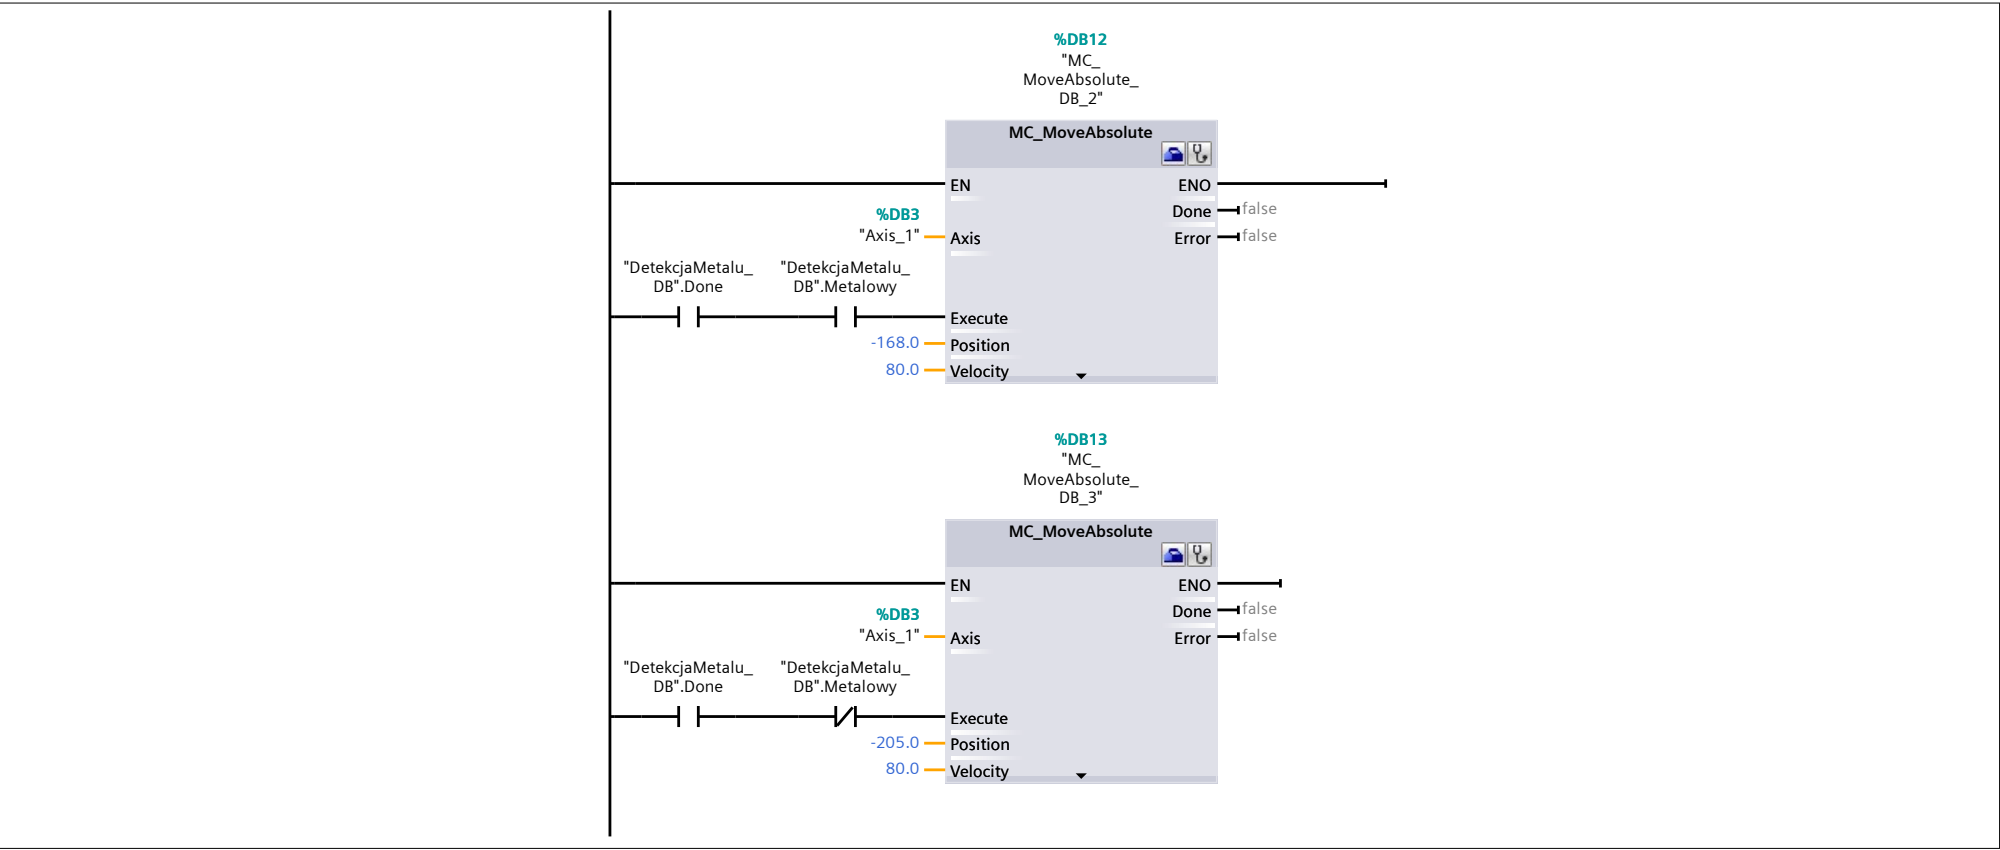 %DB12
"MC_
MoveAbsolute_
DB_2"
MC_MoveAbsolute
EN
ENO
%DB3
"Axis_1"
Axis
Done
false
Error
false
"DetekcjaMetalu_
DB".Done
"DetekcjaMetalu_
DB".Metalowy
Execute
-168.0
Position
80.0
Velocity
%DB13
"MC_
MoveAbsolute_
DB_3"
MC_MoveAbsolute
EN
ENO
%DB3
"Axis_1"
Axis
Done
false
Error
false
"DetekcjaMetalu_
DB".Done
"DetekcjaMetalu_
DB".Metalowy
Execute
-205.0
Position
80.0
Velocity